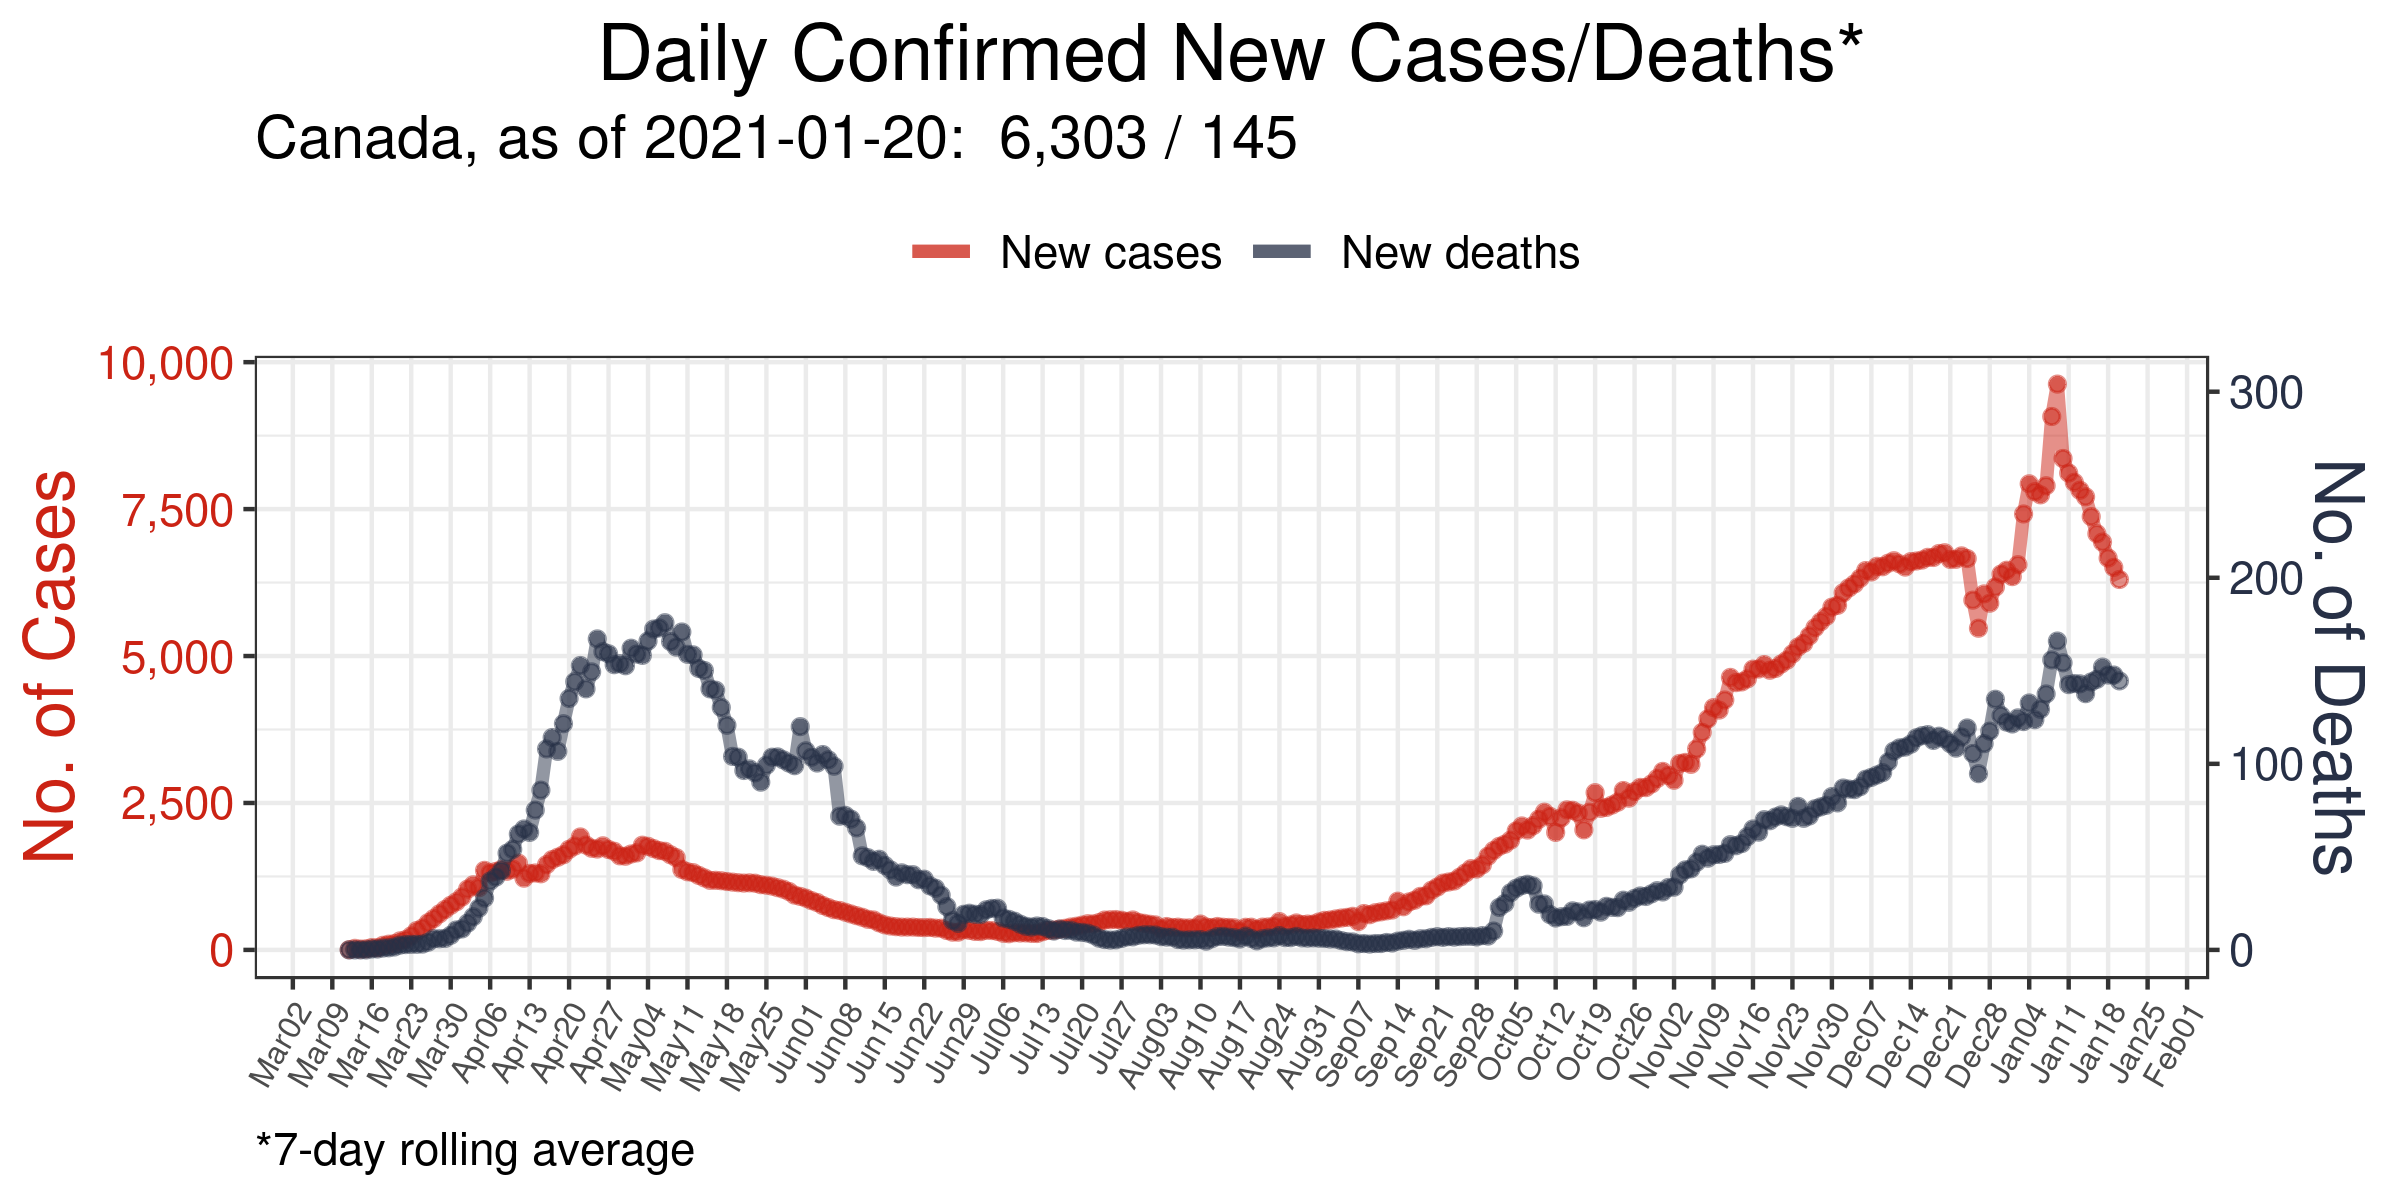 Daily Confirmed New Cases/Deaths*
Canada, as of 2021-01-20:  6,303 / 145
New cases
New deaths
No. of Cases
10,000
7,500
5,000
2,500
0
No. of Deaths
300
200
100
0
Mar02
Mar09
Mar16
Mar23
Mar30
Apr06
Apr13
Apr20
Apr27
May04
May11
May18
May25
Jun01
Jun08
Jun15
Jun22
Jun29
Jul06
Jul13
Jul20
Jul27
Aug03
Aug10
Aug17
Aug24
Aug31
Sep07
Sep14
Sep21
Sep28
Oct05
Oct12
Oct19
Oct26
Nov02
Nov09
Nov16
Nov23
Nov30
Dec07
Dec14
Dec21
Dec28
Jan04
Jan11
Jan18
Jan25
Feb01
*7-day rolling average